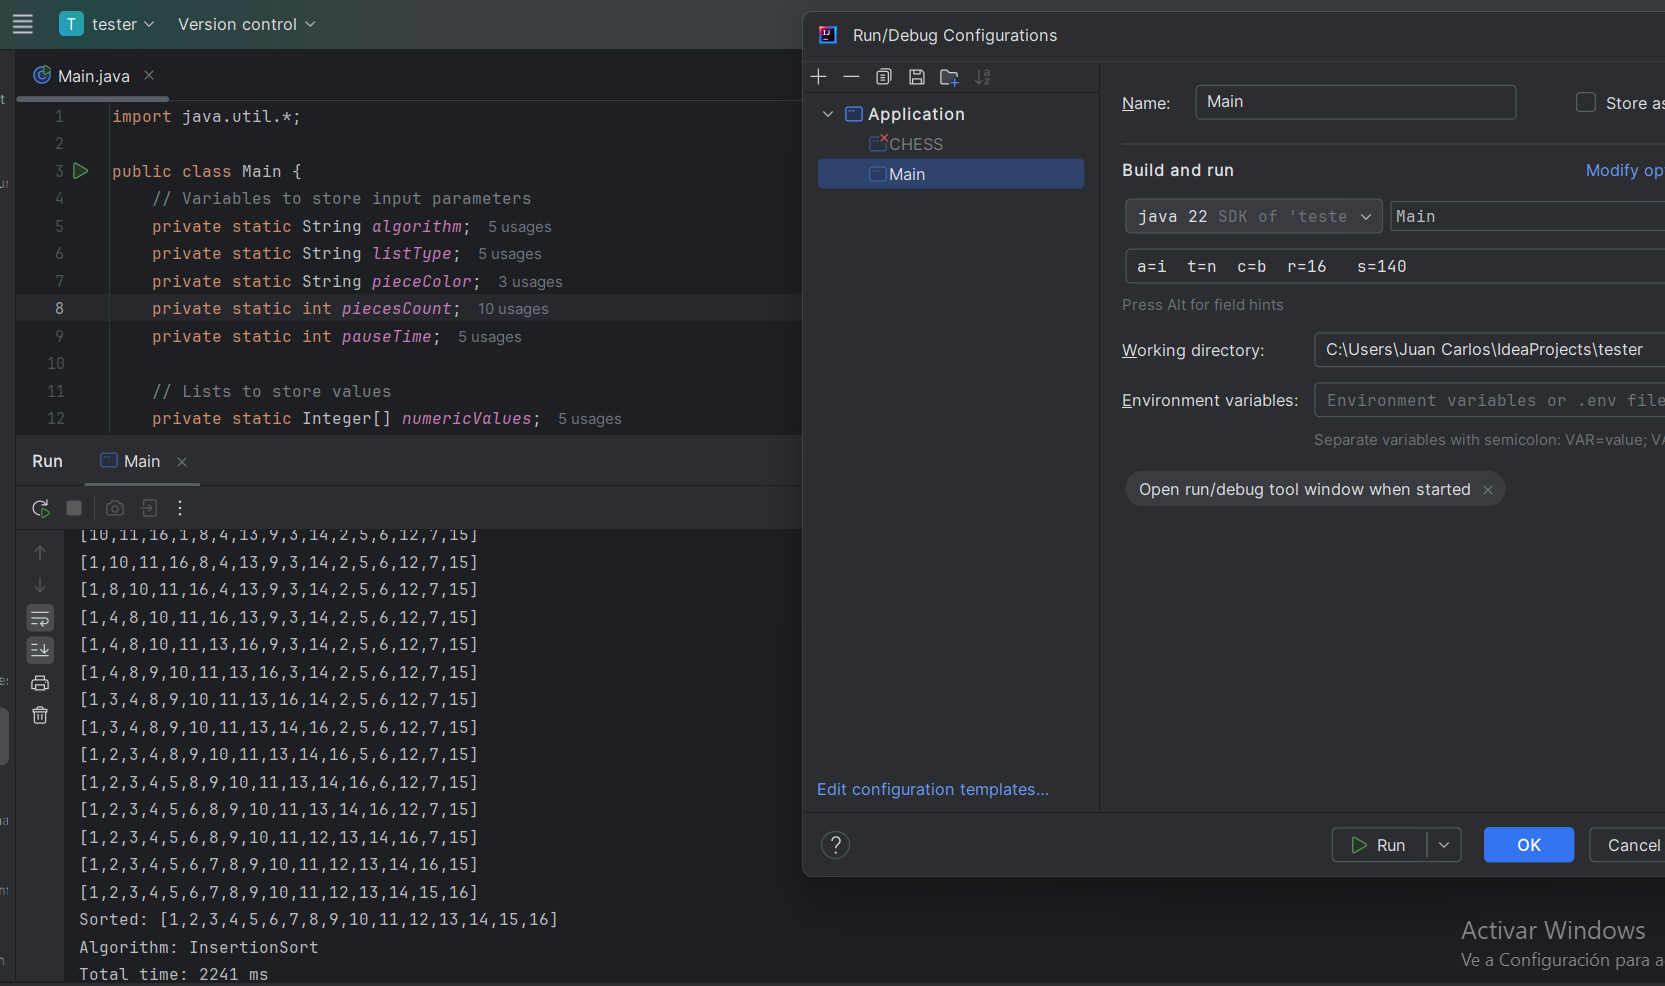 T tester Version control
Main.java
1 import java.util.*;
2
3 public class Main {
4 // Variables to store input parameters
5 private static String algorithm; 5 usages
6 private static String listType; 5 usages
7 private static String pieceColor; 3 usages
8 private static int piecesCount; 10 usages
9 private static int pauseTime; 5 usages
10
11 // Lists to store values
12 private static Integer[] numericValues; 5 usages
Run Main
[10,11,16,1,8,4,13,9,3,14,2,5,6,12,7,15]
[1,10,11,16,8,4,13,9,3,14,2,5,6,12,7,15]
[1,8,10,11,16,4,13,9,3,14,2,5,6,12,7,15]
[1,4,8,10,11,16,13,9,3,14,2,5,6,12,7,15]
[1,4,8,10,11,13,16,9,3,14,2,5,6,12,7,15]
[1,4,8,9,10,11,13,16,3,14,2,5,6,12,7,15]
[1,3,4,8,9,10,11,13,16,14,2,5,6,12,7,15]
[1,3,4,8,9,10,11,13,14,16,2,5,6,12,7,15]
[1,2,3,4,8,9,10,11,13,14,16,5,6,12,7,15]
[1,2,3,4,5,8,9,10,11,13,14,16,6,12,7,15]
[1,2,3,4,5,6,8,9,10,11,13,14,16,12,7,15]
[1,2,3,4,5,6,8,9,10,11,12,13,14,16,7,15]
[1,2,3,4,5,6,7,8,9,10,11,12,13,14,16,15]
[1,2,3,4,5,6,7,8,9,10,11,12,13,14,15,16]
Sorted: [1,2,3,4,5,6,7,8,9,10,11,12,13,14,15,16]
Algorithm: InsertionSort
Total time: 2241 ms
Run/Debug Configurations
Application
CHESS
Main
Edit configuration templates...
Name: Main Store as
Build and run Modify op
java 22 SDK of 'teste Main
a=i t=n c=b r=16 s=140
Press Alt for field hints
Working directory: C:\Users\Juan Carlos\IdeaProjects\tester
Environment variables: Environment variables or .env file
Separate variables with semicolon: VAR=value; VA
Open run/debug tool window when started
? Run OK Cancel
Activar Windows
Ve a Configuración para a